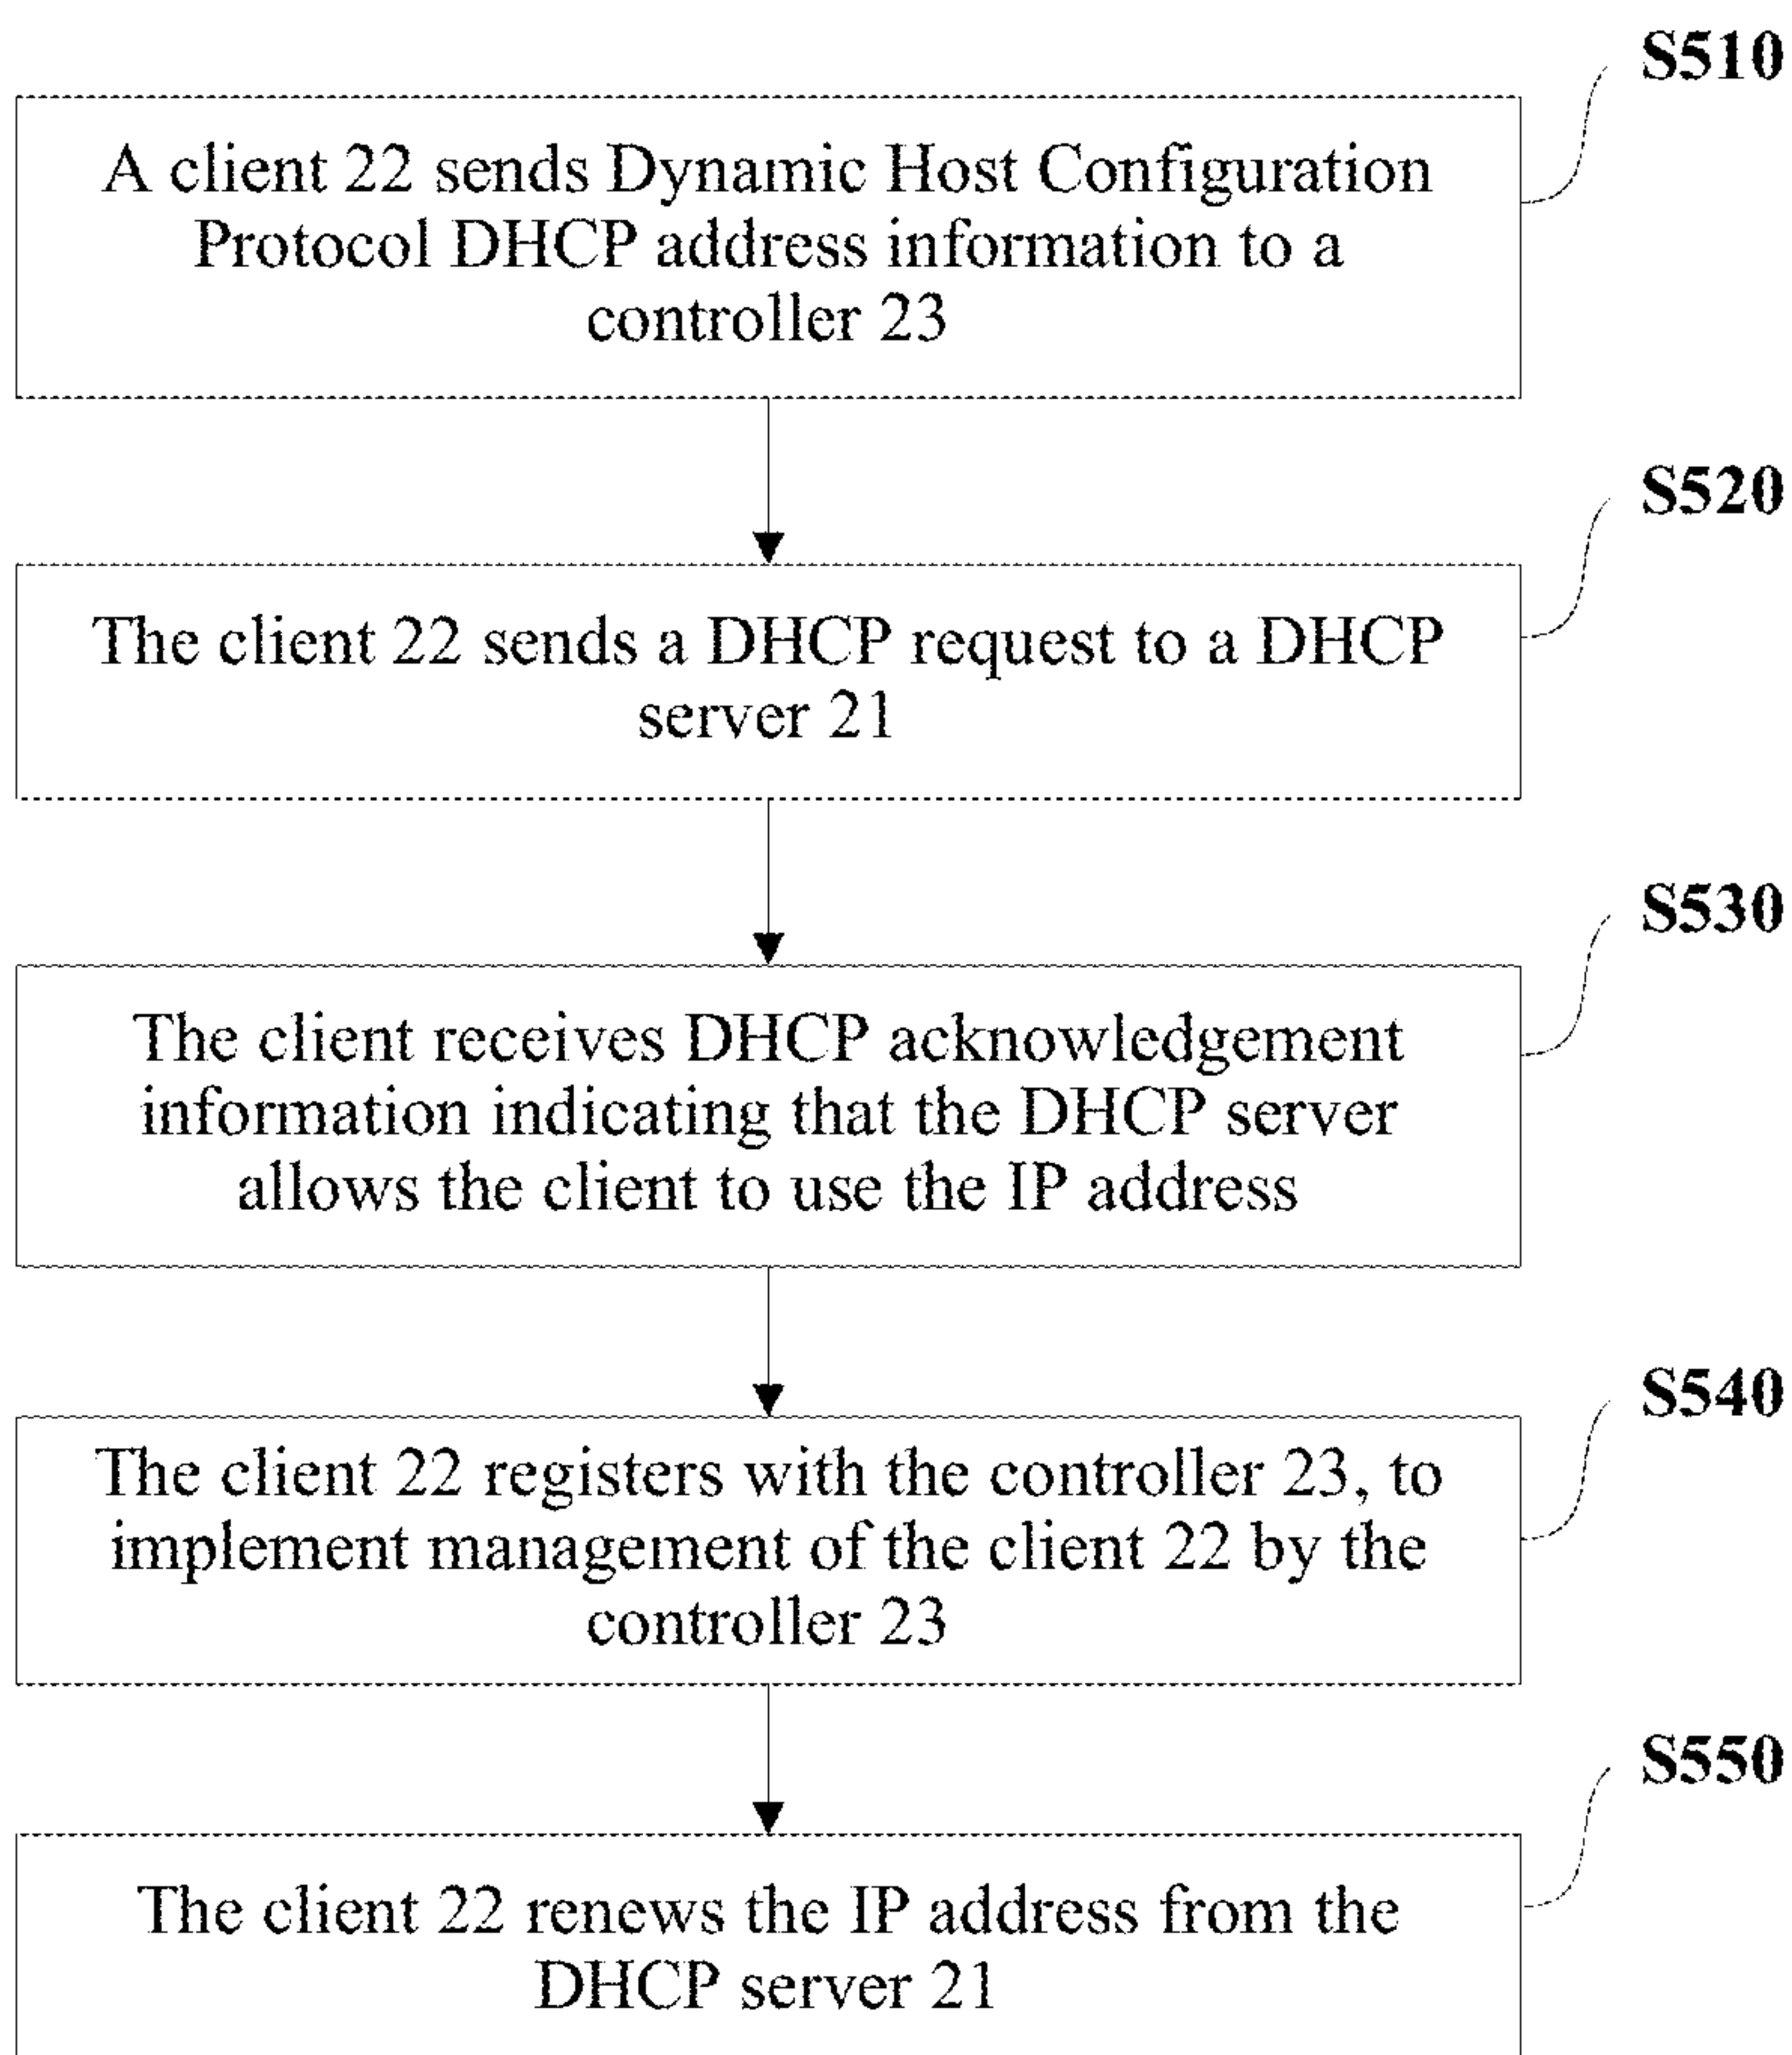 S510
A client 22 sends Dynamic Host Configuration
Protocol DHCP address information to a
controller 23
S520
The client 22 sends a DHCP request to a DHCP
server 21
S530
The client receives DHCP acknowledgement
information indicating that the DHCP server
allows the client to use the IP address
S540
The client 22 registers with the controller 23, to
implement management of the client 22 by the
controller 23
S550
The client 22 renews the IP address from the
DHCP server 21